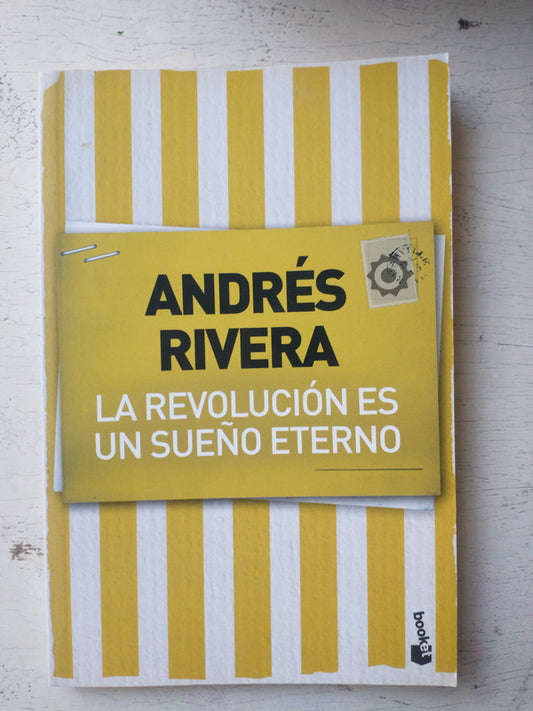 ANDRÉS
RIVERA
LA REVOLUCIÓN ES
UN SUEÑO ETERNO
booket